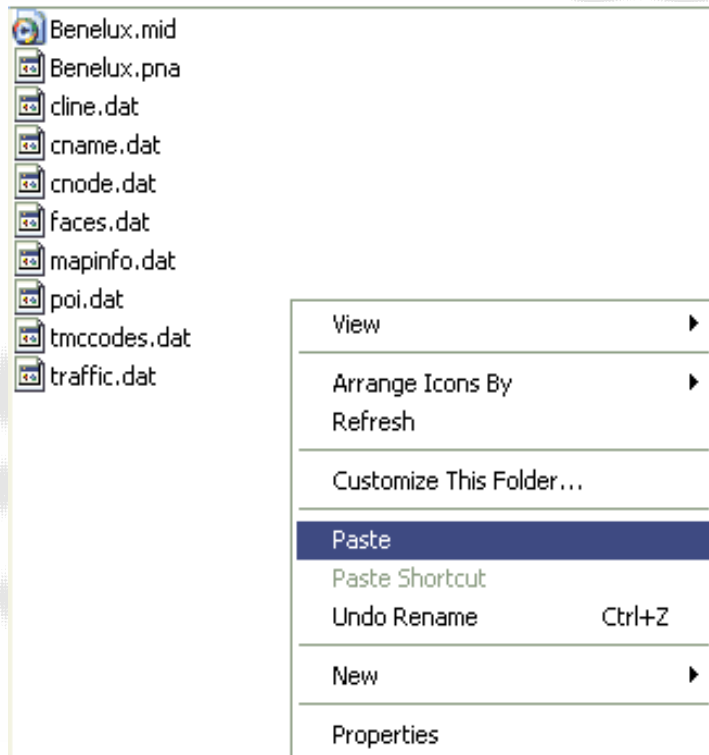 Benelux.mid
Benelux.pna
cline.dat
cname.dat
cnode.dat
faces.dat
mapinfo.dat
poi.dat
tmccodes.dat
traffic.dat
View
Arrange Icons By
Refresh
Customize This Folder...
Paste
Paste Shortcut
Undo Rename Ctrl+Z
New
Properties